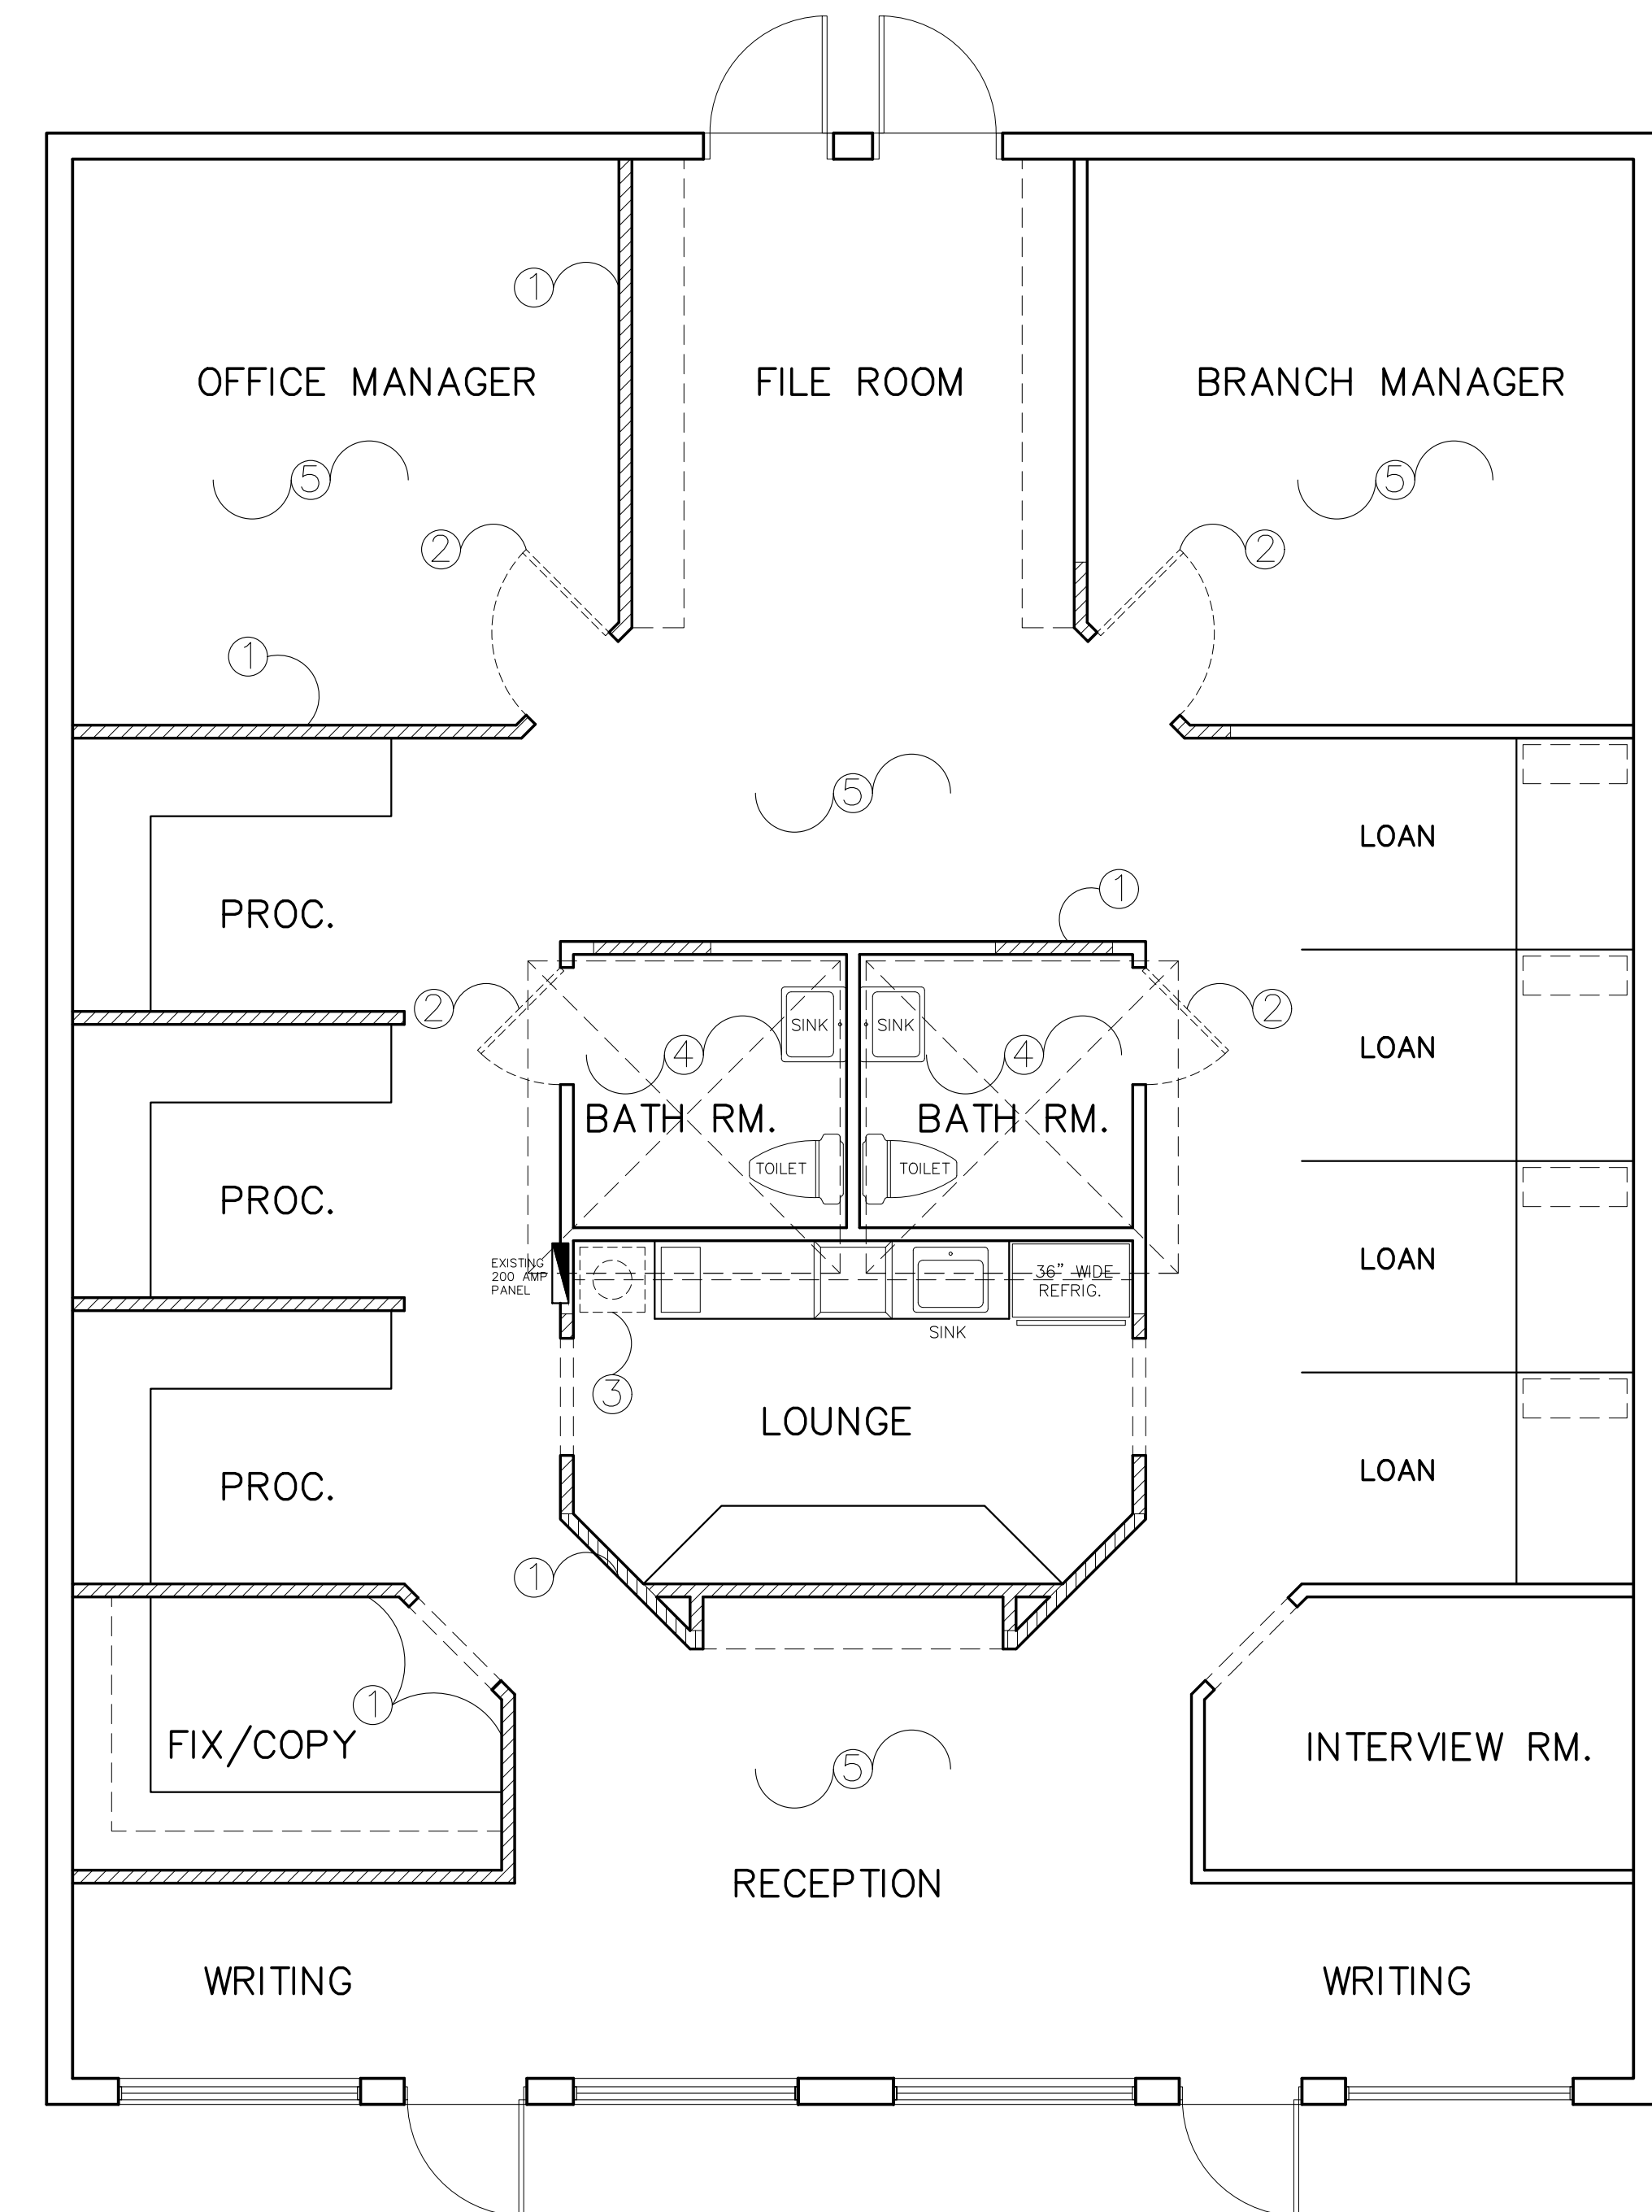 1
OFFICE MANAGER
FILE ROOM
BRANCH MANAGER
5
5
2
2
1
5
LOAN
1
PROC.
2
2
SINK
SINK
LOAN
4
4
BATH RM.
BATH RM.
TOILET
TOILET
PROC.
EXISTING
200 AMP
PANEL
36" WIDE
REFRIG.
LOAN
SINK
3
LOUNGE
LOAN
PROC.
1
1
FIX/COPY
INTERVIEW RM.
5
RECEPTION
WRITING
WRITING